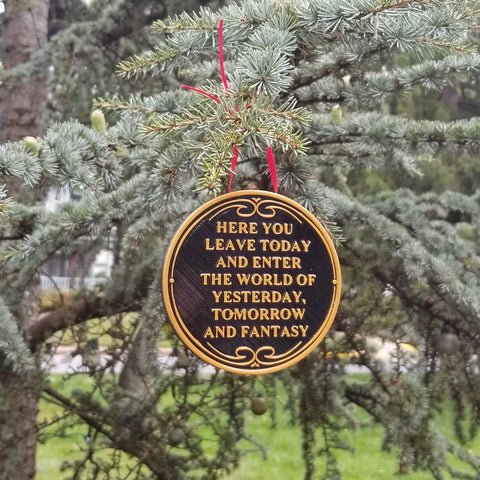 HERE YOU
LEAVE TODAY
AND ENTER
THE WORLD OF
YESTERDAY,
TOMORROW
AND FANTASY